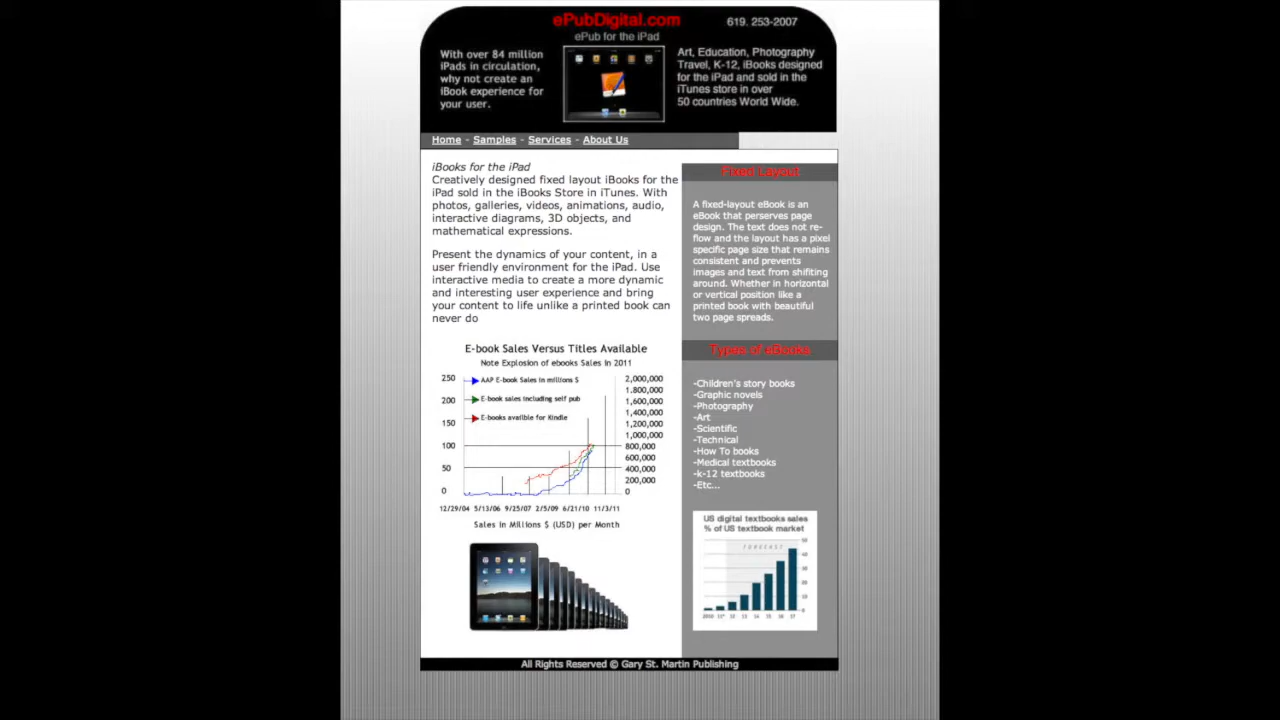 ePubDigital.com
619. 253-2007
ePub for the iPad
With over 84 million
iPads in circulation,
why not create an
iBook experience for
your user.
Art, Education, Photography
Travel, K-12, iBooks designed
for the iPad and sold in the
iTunes store in over
50 countries World Wide.
Home - Samples - Services - About Us
iBooks for the iPad
Creatively designed fixed layout iBooks for the
iPad sold in the iBooks Store in iTunes. With
photos, galleries, videos, animations, audio,
interactive diagrams, 3D objects, and
mathematical expressions.
Present the dynamics of your content, in a
user friendly environment for the iPad. Use
interactive media to create a more dynamic
and interesting user experience and bring
your content to life unlike a printed book can
never do
E-book Sales Versus Titles Available
Note Explosion of ebooks Sales in 2011
AAP E-book Sales in millions $
E-book sales including self pub
E-books availble for Kindle
250
200
150
100
50
0
2,000,000
1.800,000
1,600,000
1,400,000
1,200,000
1,000,000
800,000
600,000
400,000
200,000
0
12/29/04 5/13/06 9/25/07 2/5/09 6/21/10 11/3/11
Sales in Millions $ (USD) per Month
Fixed Layout
A fixed-layout eBook is an
eBook that perserves page
design. The text does not re-
flow and the layout has a pixel
specific page size that remains
consistent and prevents
images and text from shifiting
around. Whether in horizontal
or vertical position like a
printed book with beautiful
two page spreads.
Types of eBooks
-Children's story books
-Graphic novels
-Photography
-Art
-Scientific
-Technical
-How To books
-Medical textbooks
-k-12 textbooks
-Etc...
US digital textbooks sales
% of US textbook market
FORECAST
50
40
30
20
10
0
All Rights Reserved © Gary St. Martin Publishing